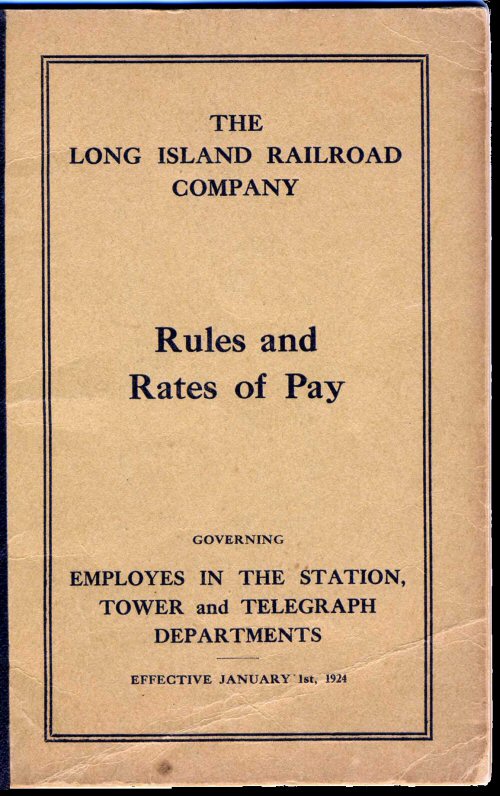 THE
LONG ISLAND RAILROAD
COMPANY
Rules and
Rates of Pay
GOVERNING
EMPLOYES IN THE STATION,
TOWER and TELEGRAPH
DEPARTMENTS
EFFECTIVE JANUARY 1st, 1924